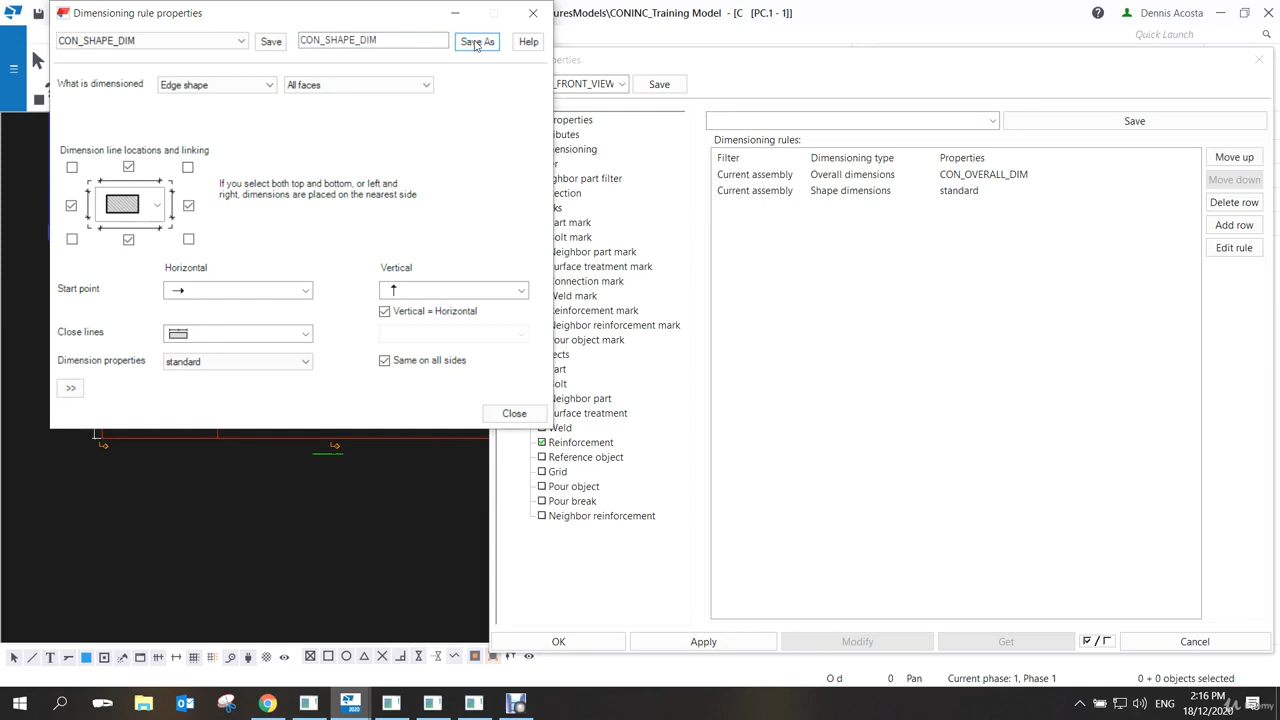 Dimensioning rule properties
uresModels\CONINC_Training Model - [C    [PC.1 - 1]]
Dennis Acosta
Quick Launch
CON_SHAPE_DIM
Save
CON_SHAPE_DIM
Save As
Help
perties
_FRONT_VIEW
Save
What is dimensioned
Edge shape
All faces
roperties
ibutes
ensioning
er
ghbor part filter
ection
ks
art mark
olt mark
eighbor part mark
urface treatment mark
onnection mark
Weld mark
einforcement mark
eighbor reinforcement mark
our object mark
ects
art
olt
eighbor part
urface treatment
Weld
Reinforcement
Reference object
Grid
Pour object
Pour break
Neighbor reinforcement
Save
Dimensioning rules:
Filter Dimensioning type Properties
Current assembly Overall dimensions CON_OVERALL_DIM
Current assembly Shape dimensions standard
Move up
Move down
Delete row
Add row
Edit rule
Dimension line locations and linking
If you select both top and bottom, or left and
right, dimensions are placed on the nearest side
Horizontal
Vertical
Start point
Vertical = Horizontal
Close lines
Dimension properties
standard
Same on all sides
>>
Close
OK
Apply
Modify
Get
Cancel
O d
0
Pan
Current phase: 1, Phase 1
0 + 0 objects selected
2020
ENG
2:16 PM
18/12/2020